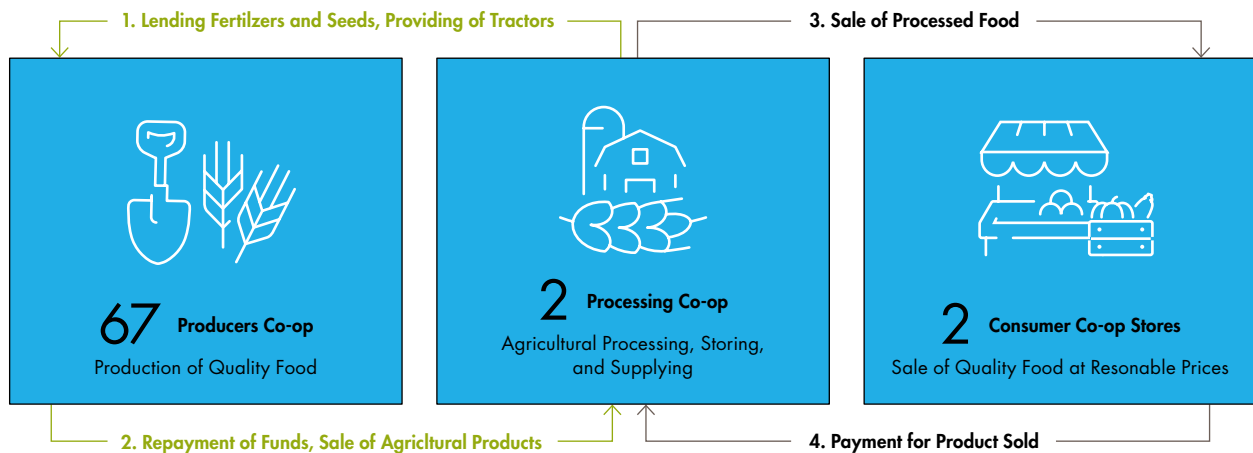 1. Lending Fertilzers and Seeds, Providing of Tractors
3. Sale of Processed Food
67 Producers Co-op
Production of Quality Food
2 Processing Co-op
Agricultural Processing, Storing,
and Supplying
2 Consumer Co-op Stores
Sale of Quality Food at Resonable Prices
2. Repayment of Funds, Sale of Agricltural Products
4. Payment for Product Sold